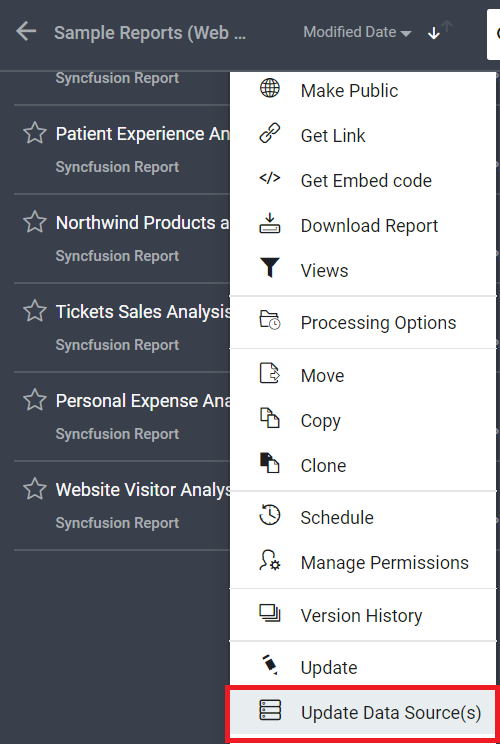 Sample Reports (Web ...
Modified Date
Syncfusion Report
Patient Experience An
Syncfusion Report
Northwind Products a
Syncfusion Report
Tickets Sales Analysis
Syncfusion Report
Personal Expense Ana
Syncfusion Report
Website Visitor Analys
Syncfusion Report
Make Public
Get Link
Get Embed code
Download Report
Views
Processing Options
Move
Copy
Clone
Schedule
Manage Permissions
Version History
Update
Update Data Source(s)